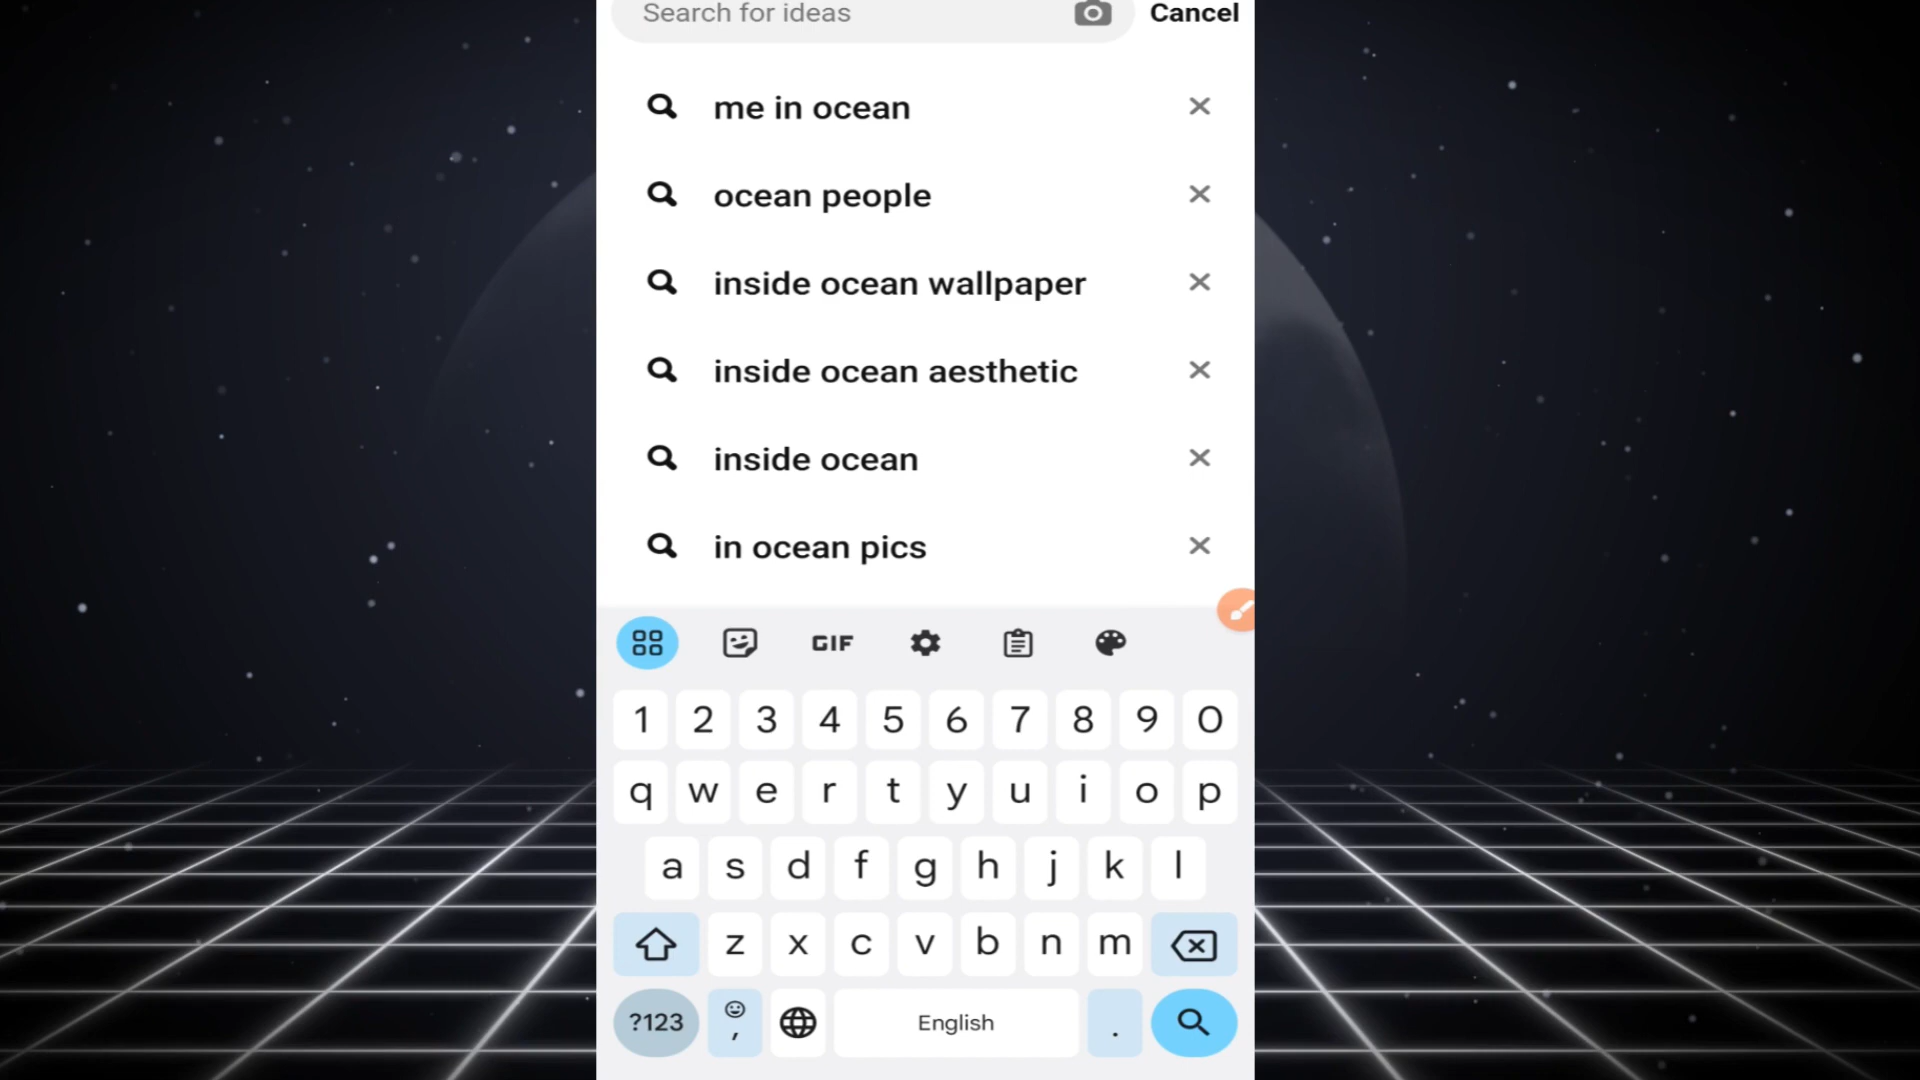 Search for ideas Cancel
me in ocean
ocean people
inside ocean wallpaper
inside ocean aesthetic
inside ocean
in ocean pics
GIF
1 2 3 4 5 6 7 8 9 0
q w e r t y u i o p
a s d f g h j k l
z x c v b n m
?123 , English .